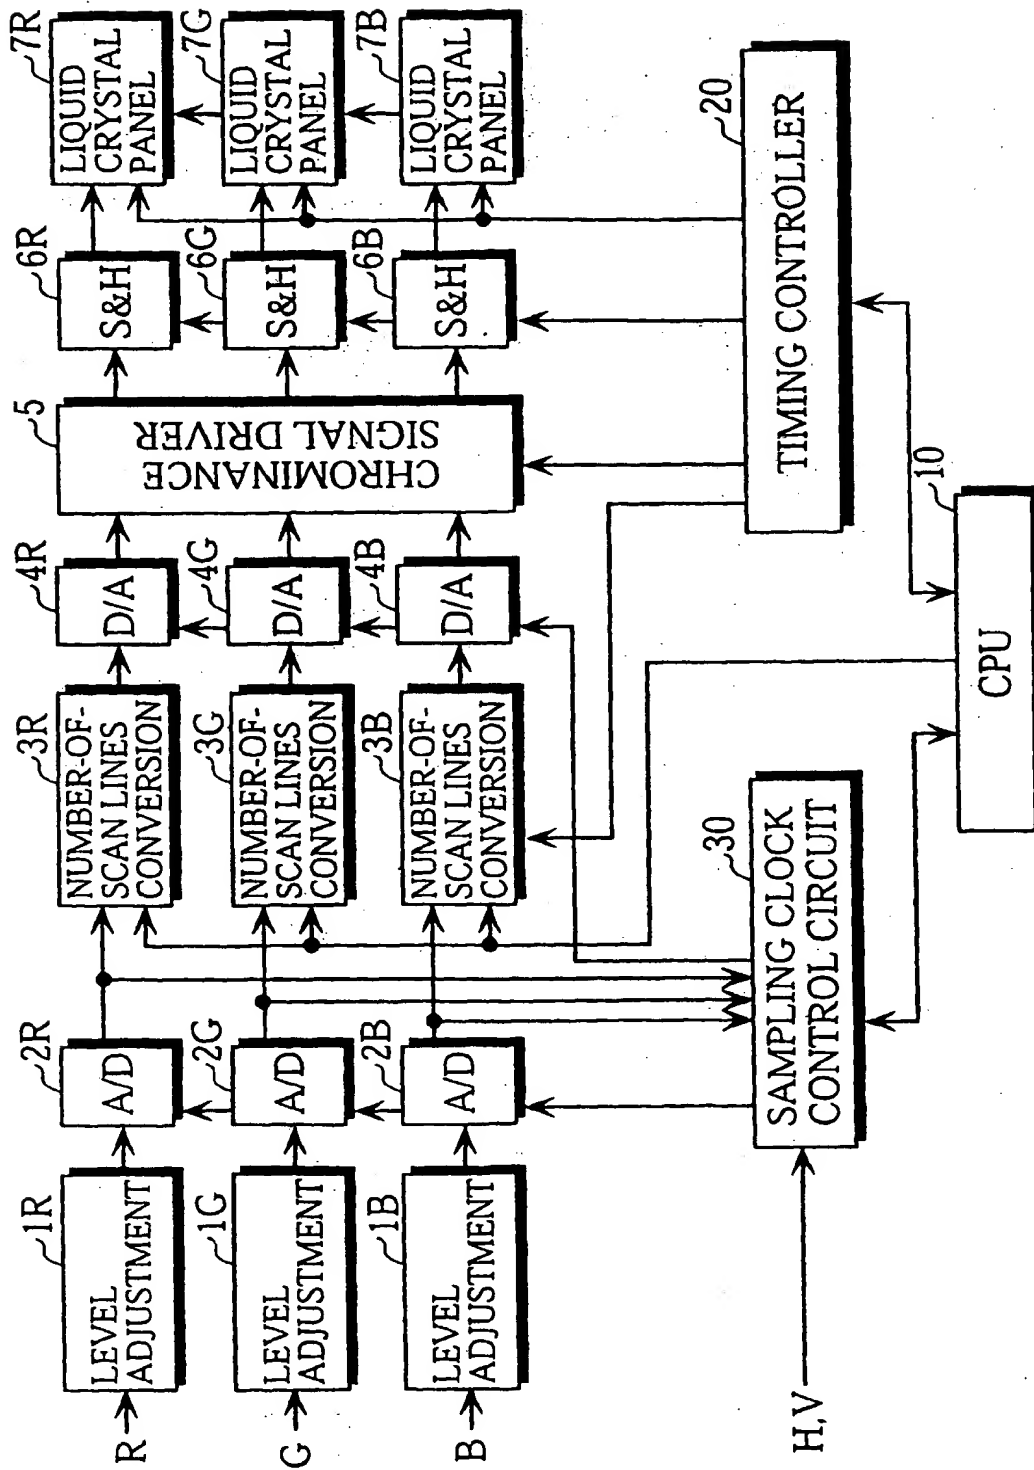 R
1R
LEVEL
ADJUSTMENT
2R
A/D
3R
NUMBER-OF-
SCAN LINES
CONVERSION
4R
D/A
5
CHROMINANCE
SIGNAL DRIVER
6R
S&H
7R
LIQUID
CRYSTAL
PANEL
G
1G
LEVEL
ADJUSTMENT
2G
A/D
3G
NUMBER-OF-
SCAN LINES
CONVERSION
4G
D/A
6G
S&H
7G
LIQUID
CRYSTAL
PANEL
B
1B
LEVEL
ADJUSTMENT
2B
A/D
3B
NUMBER-OF-
SCAN LINES
CONVERSION
4B
D/A
6B
S&H
7B
LIQUID
CRYSTAL
PANEL
H,V
30
SAMPLING CLOCK
CONTROL CIRCUIT
20
TIMING CONTROLLER
10
CPU